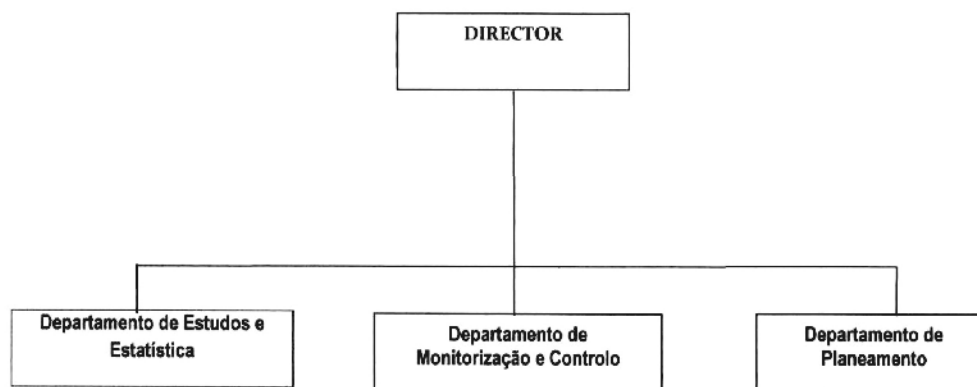 DIRECTOR
Departamento de Estudos e
Estatística
Departamento de
Monitorização e Controlo
Departamento de
Planeamento